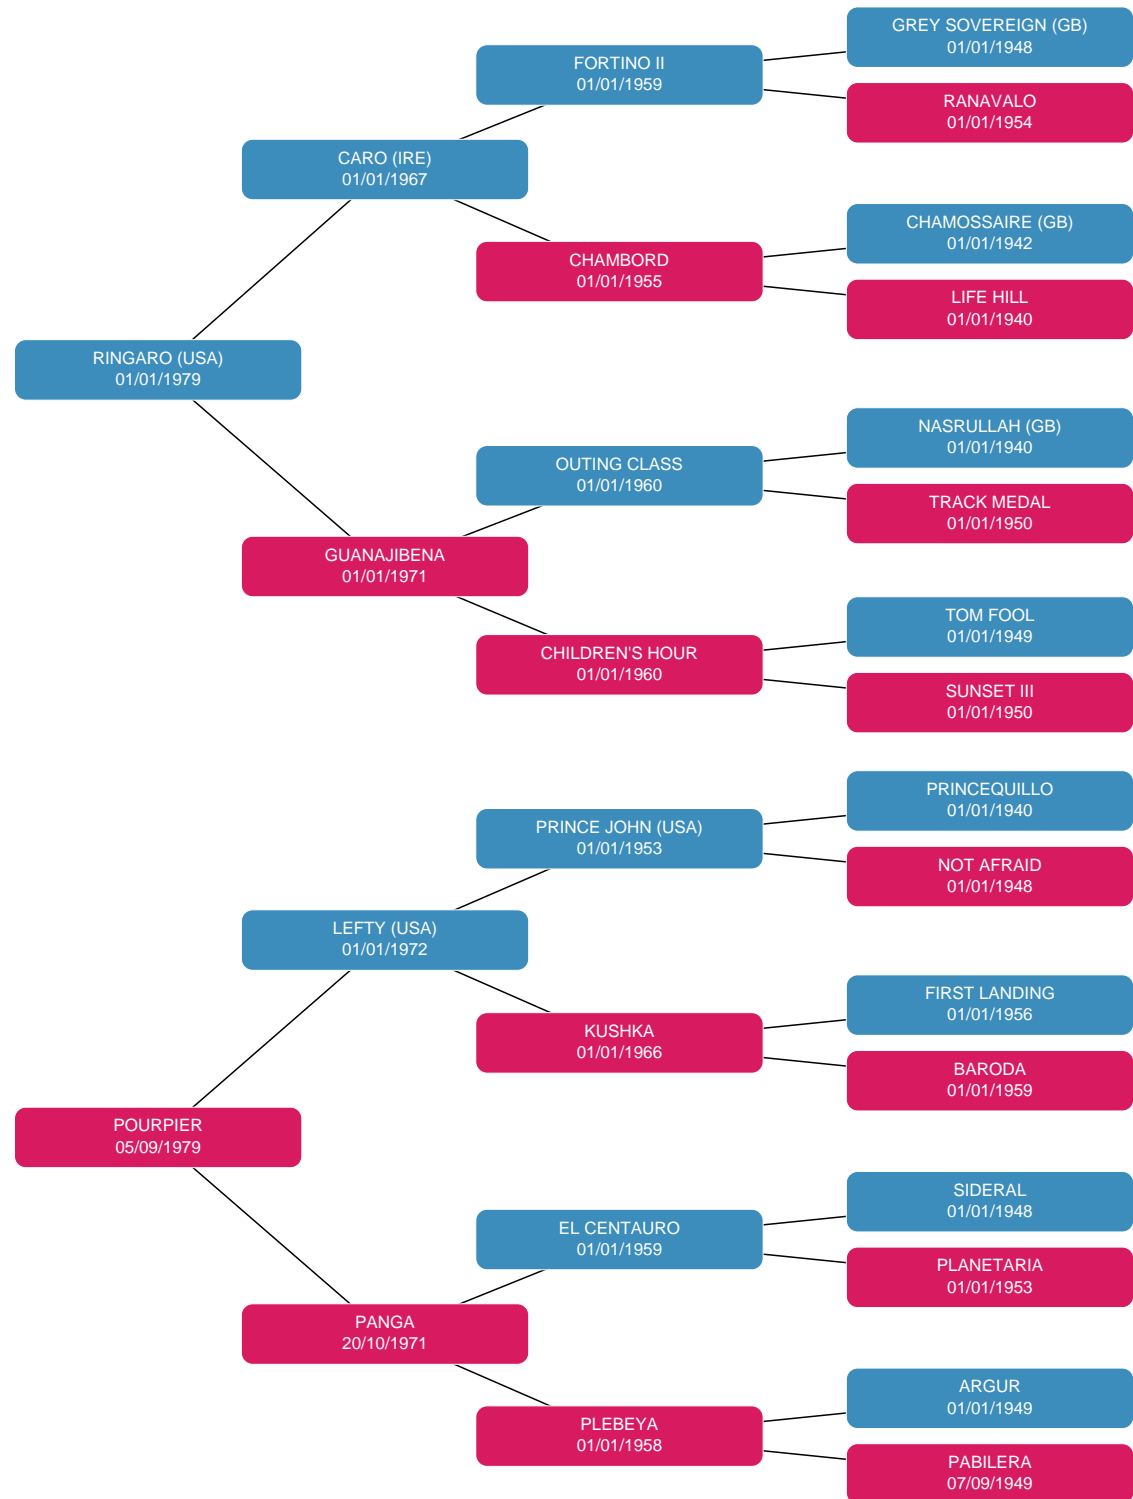 GREY SOVEREIGN (GB)
01/01/1948
FORTINO II
01/01/1959
RANAVALO
01/01/1954
CARO (IRE)
01/01/1967
CHAMOSSAIRE (GB)
01/01/1942
CHAMBORD
01/01/1955
LIFE HILL
01/01/1940
RINGARO (USA)
01/01/1979
NASRULLAH (GB)
01/01/1940
OUTING CLASS
01/01/1960
TRACK MEDAL
01/01/1950
GUANAJIBENA
01/01/1971
TOM FOOL
01/01/1949
CHILDREN'S HOUR
01/01/1960
SUNSET III
01/01/1950
PRINCEQUILLO
01/01/1940
PRINCE JOHN (USA)
01/01/1953
NOT AFRAID
01/01/1948
LEFTY (USA)
01/01/1972
FIRST LANDING
01/01/1956
KUSHKA
01/01/1966
BARODA
01/01/1959
POURPIER
05/09/1979
SIDERAL
01/01/1948
EL CENTAURO
01/01/1959
PLANETARIA
01/01/1953
PANGA
20/10/1971
ARGUR
01/01/1949
PLEBEYA
01/01/1958
PABILERA
07/09/1949